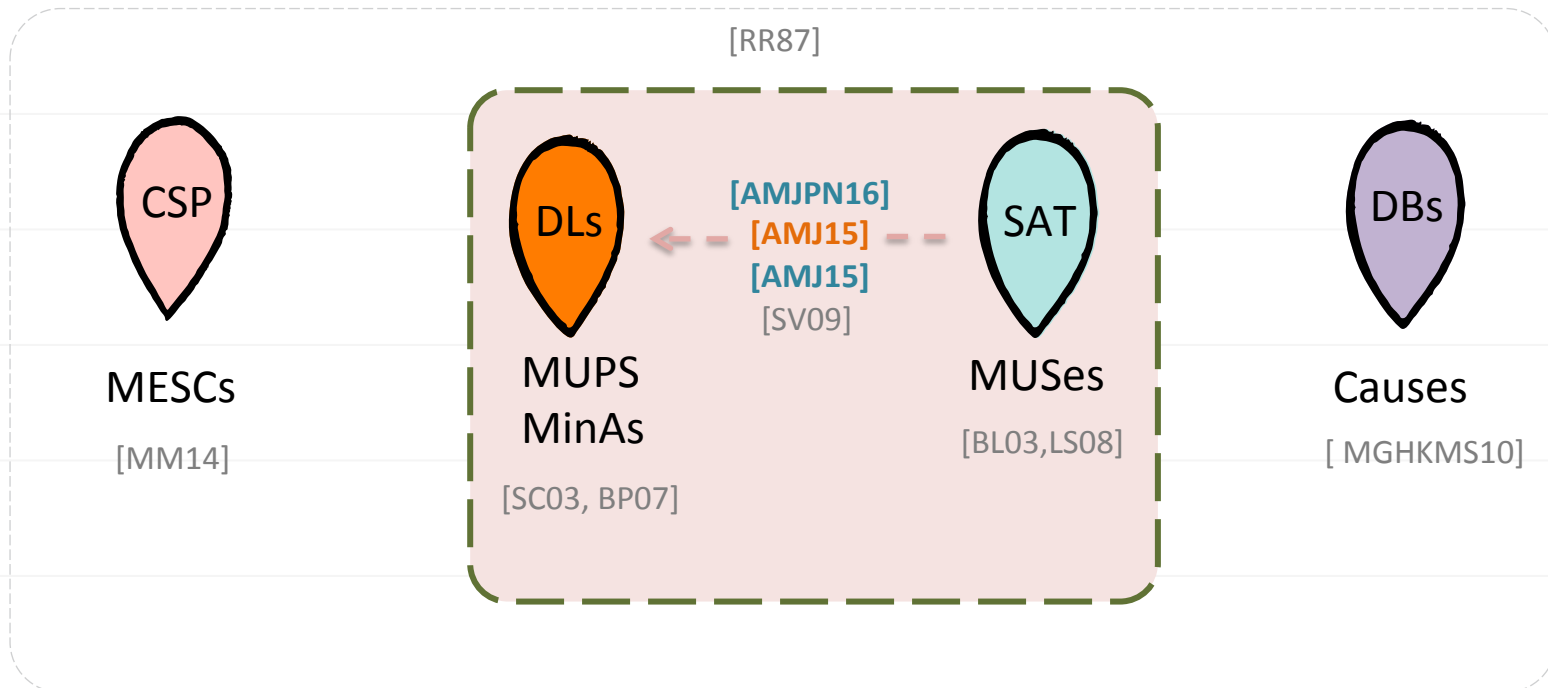 [RR87]
CSP
MESCs
[MM14]
DLs
MUPS
MinAs
[SC03, BP07]
[AMJPN16]
[AMJ15]
[AMJ15]
[SV09]
SAT
MUSes
[BL03,LS08]
DBs
Causes
[ MGHKMS10]